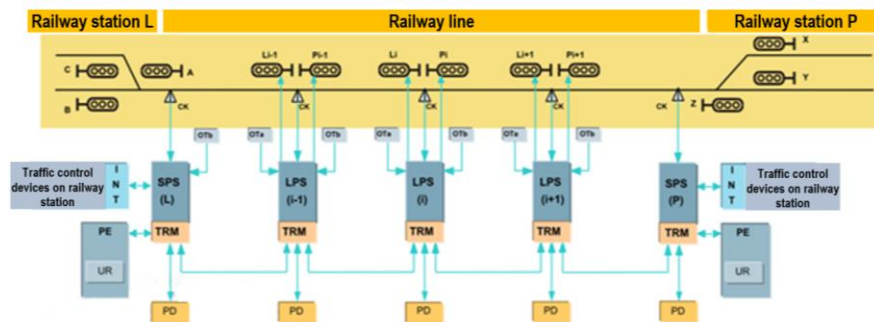 Railway station L
Railway line
Railway station P
Li-1
Pi-1
Li
Pi
Li+1
Pi+1
X
C
A
Y
B
CK
CK
CK
CK
CK
Z
OTb
OTa
OTb
OTa
OTb
OTa
OTb
Traffic control
devices on railway
station
I
N
T
SPS
(L)
LPS
(i-1)
LPS
(i)
LPS
(i+1)
SPS
(P)
I
N
T
Traffic control
devices on railway
station
PE
TRM
TRM
TRM
TRM
TRM
PE
UR
UR
PD
PD
PD
PD
PD